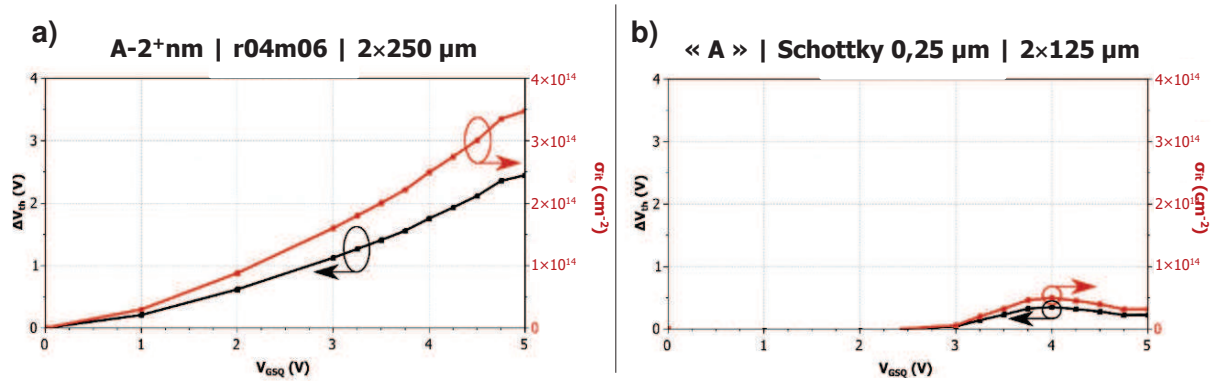 a)
A-2⁺nm | r04m06 | 2×250 µm
4
3
2
1
0
ΔVth (V)
0 1 2 3 4 5
VGSQ (V)
4×10¹⁴
3×10¹⁴
2×10¹⁴
1×10¹⁴
0
σit (cm⁻²)
b)
« A » | Schottky 0,25 µm | 2×125 µm
4
3
2
1
0
ΔVth (V)
0 1 2 3 4 5
VGSQ (V)
4×10¹⁴
3×10¹⁴
2×10¹⁴
1×10¹⁴
0
σit (cm⁻²)